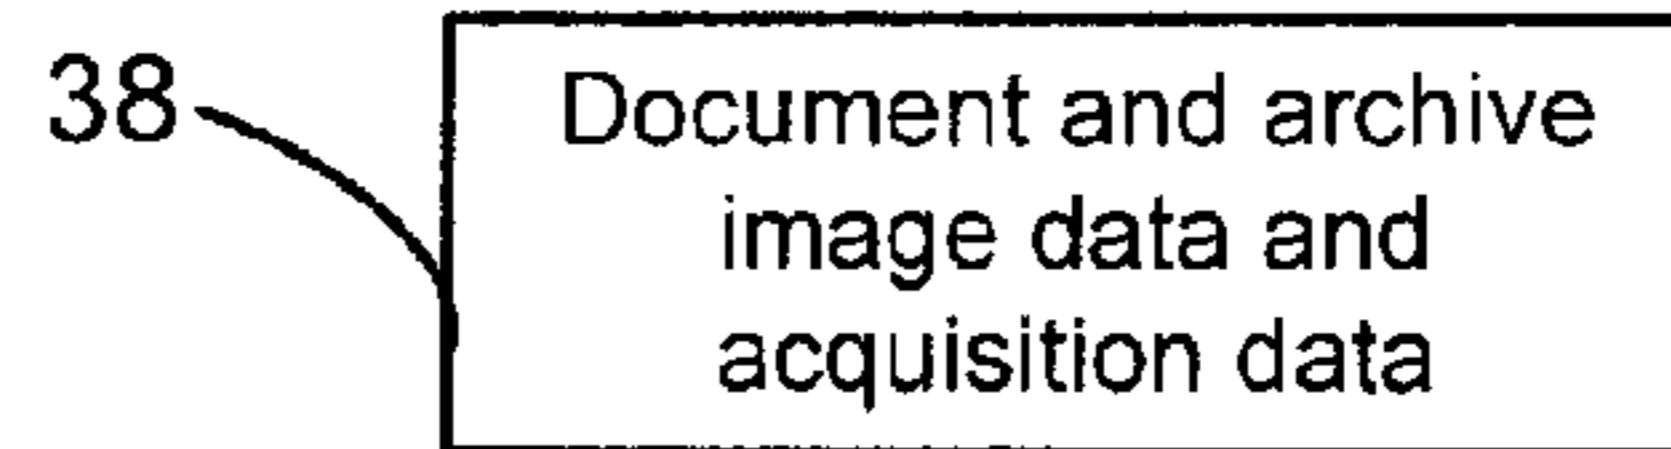 38
Document and archive
image data and
acquisition data